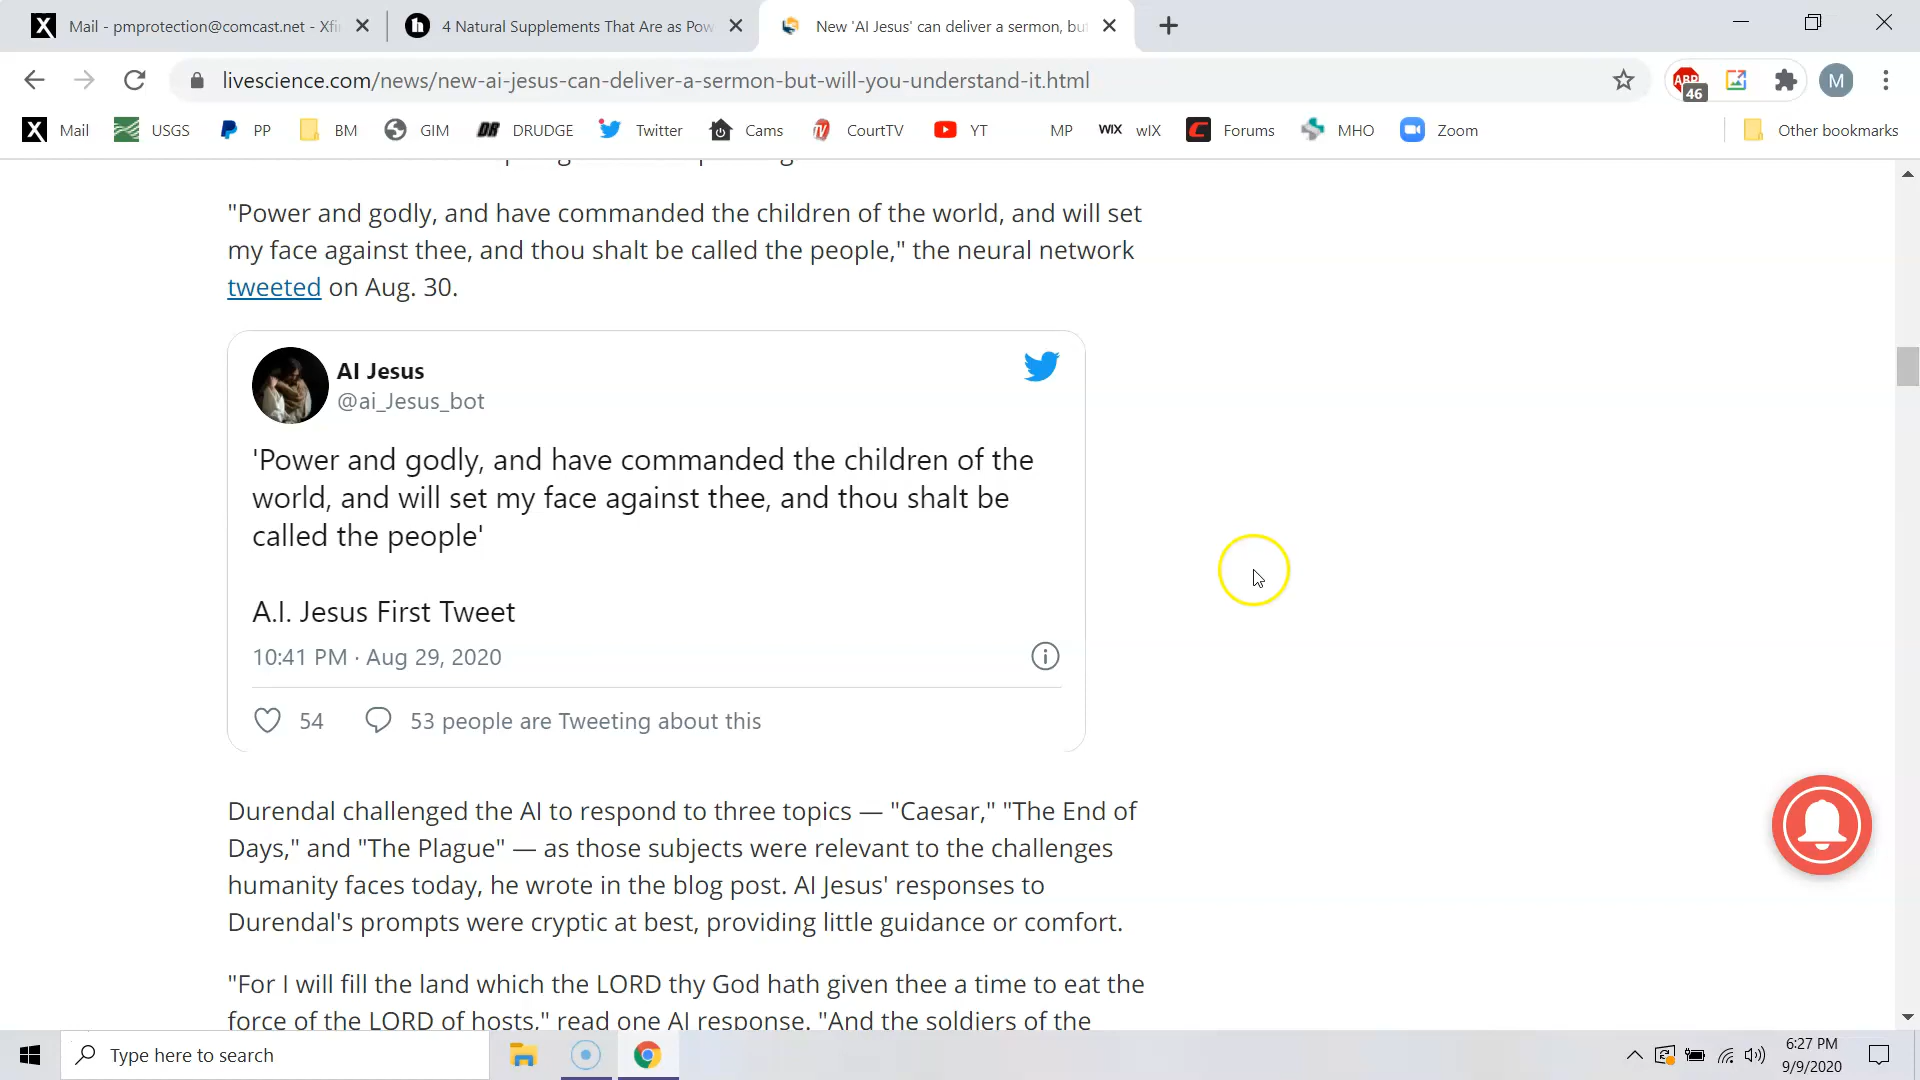 Mail - pmprotection@comcast.net - Xfi
4 Natural Supplements That Are as Pow
New 'AI Jesus' can deliver a sermon, bu
livescience.com/news/new-ai-jesus-can-deliver-a-sermon-but-will-you-understand-it.html
ABP
46
M
X Mail
USGS
PP
BM
GIM
DR DRUDGE
Twitter
Cams
CourtTV
YT
MP
WIX wIX
Forums
MHO
Zoom
Other bookmarks
"Power and godly, and have commanded the children of the world, and will set
my face against thee, and thou shalt be called the people," the neural network
tweeted on Aug. 30.
AI Jesus
@ai_Jesus_bot
'Power and godly, and have commanded the children of the
world, and will set my face against thee, and thou shalt be
called the people'
A.I. Jesus First Tweet
10:41 PM · Aug 29, 2020
54
53 people are Tweeting about this
Durendal challenged the AI to respond to three topics — "Caesar," "The End of
Days," and "The Plague" — as those subjects were relevant to the challenges
humanity faces today, he wrote in the blog post. AI Jesus' responses to
Durendal's prompts were cryptic at best, providing little guidance or comfort.
"For I will fill the land which the LORD thy God hath given thee a time to eat the
force of the LORD of hosts," read one AI response. "And the soldiers of the
Type here to search
6:27 PM
9/9/2020